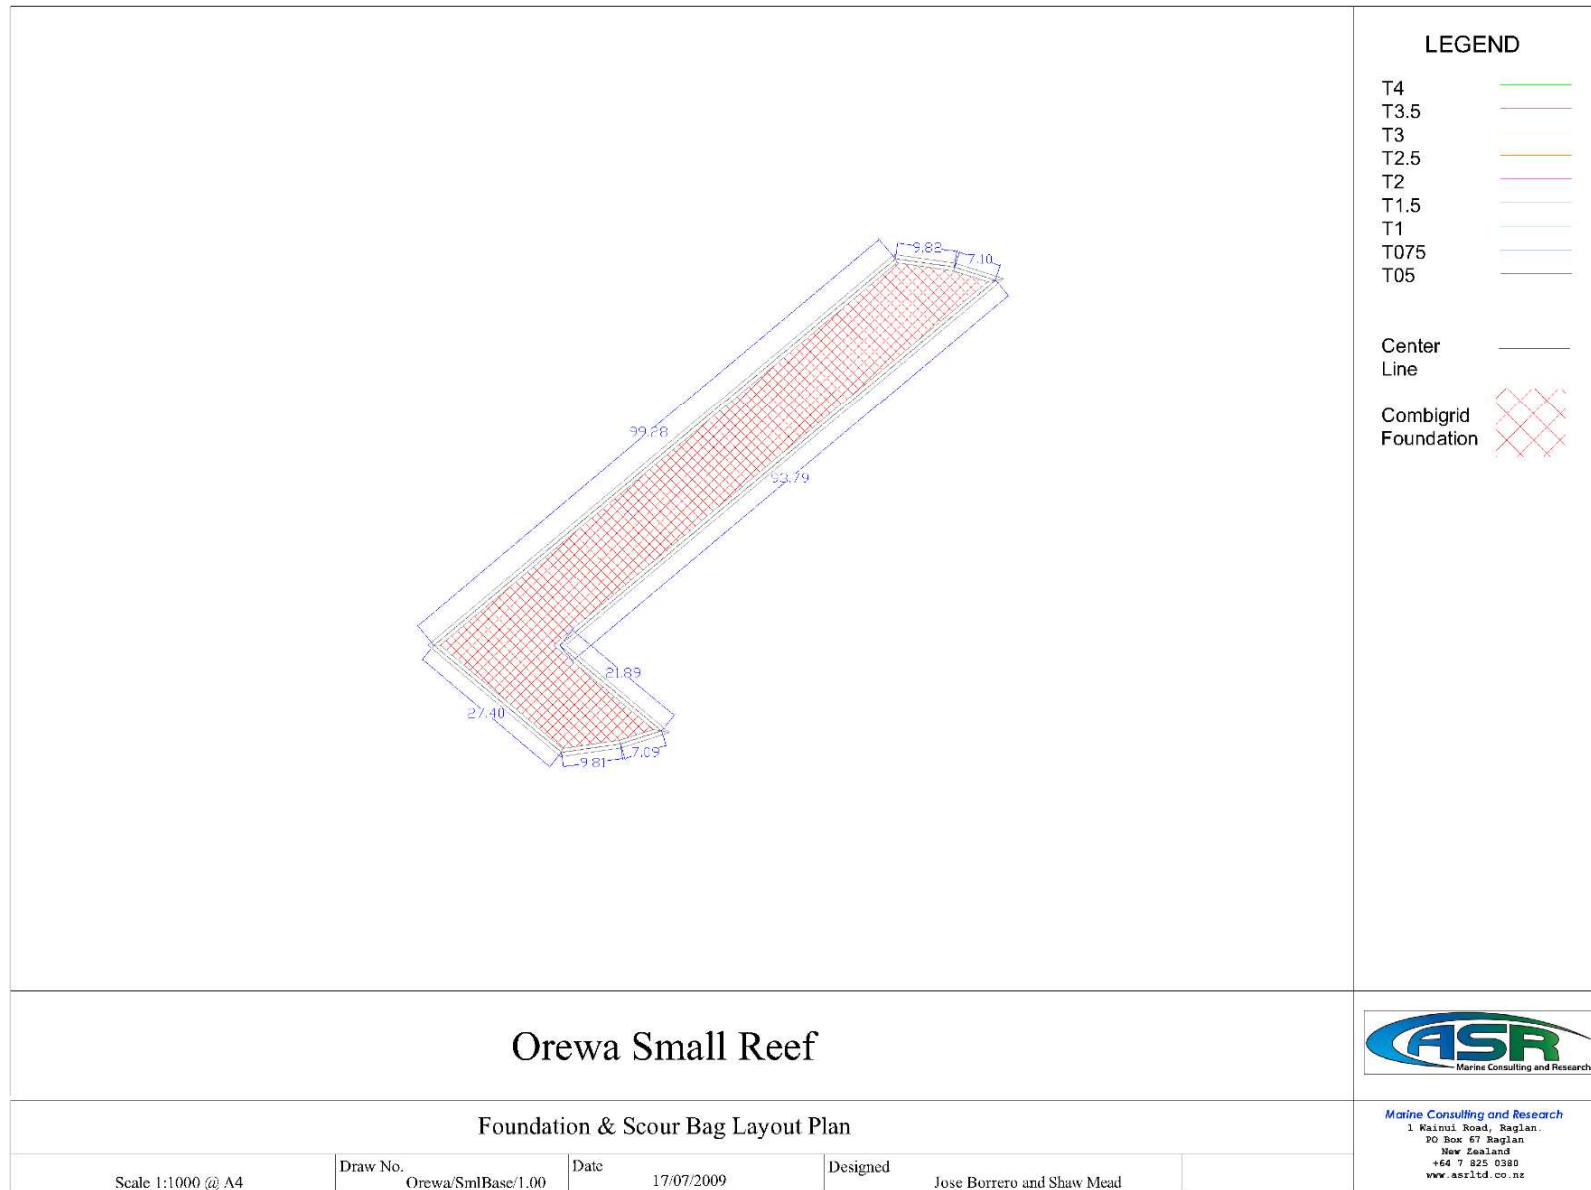 LEGEND
T4
T3.5
T3
T2.5
T2
T1.5
T1
T075
T05
Center
Line
Combigrid
Foundation
9.82
7.10
99.28
93.79
21.89
27.40
9.81
7.09
Orewa Small Reef
ASR
Marine Consulting and Research
Foundation & Scour Bag Layout Plan
Marine Consulting and Research
1 Wainui Road, Raglan.
PO Box 67 Raglan
New Zealand
+64 7 825 0380
www.asrltd.co.nz
Scale 1:1000 @ A4
Draw No.
Orewa/SmlBase/1.00
Date
17/07/2009
Designed
Jose Borrero and Shaw Mead